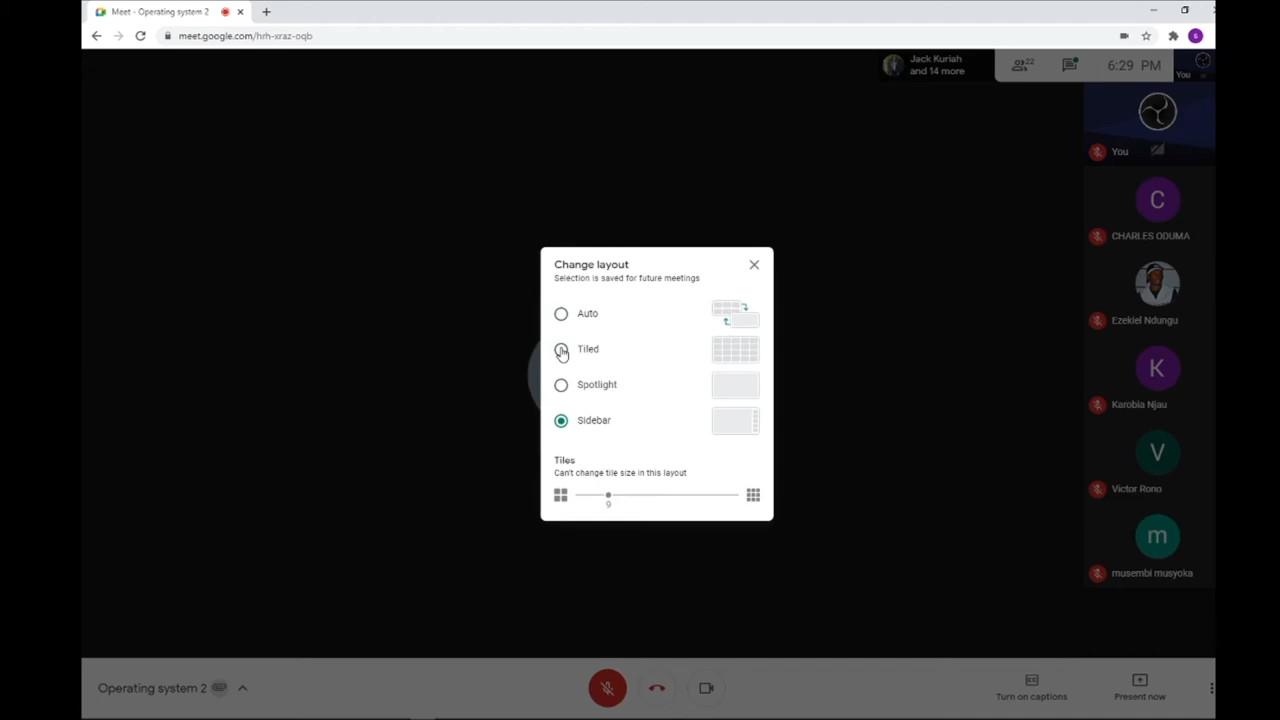 Meet - Operating system 2
meet.google.com/hrh-xraz-oqb
S
Jack Kuriah
and 14 more
22
6:29 PM
You
You
C
CHARLES ODUMA
Ezekiel Ndungu
K
Karobia Njau
V
Victor Rono
m
musembi musyoka
Change layout
Selection is saved for future meetings
Auto
Tiled
Spotlight
Sidebar
Tiles
Can't change tile size in this layout
9
Operating system 2
CC
Turn on captions
Present now